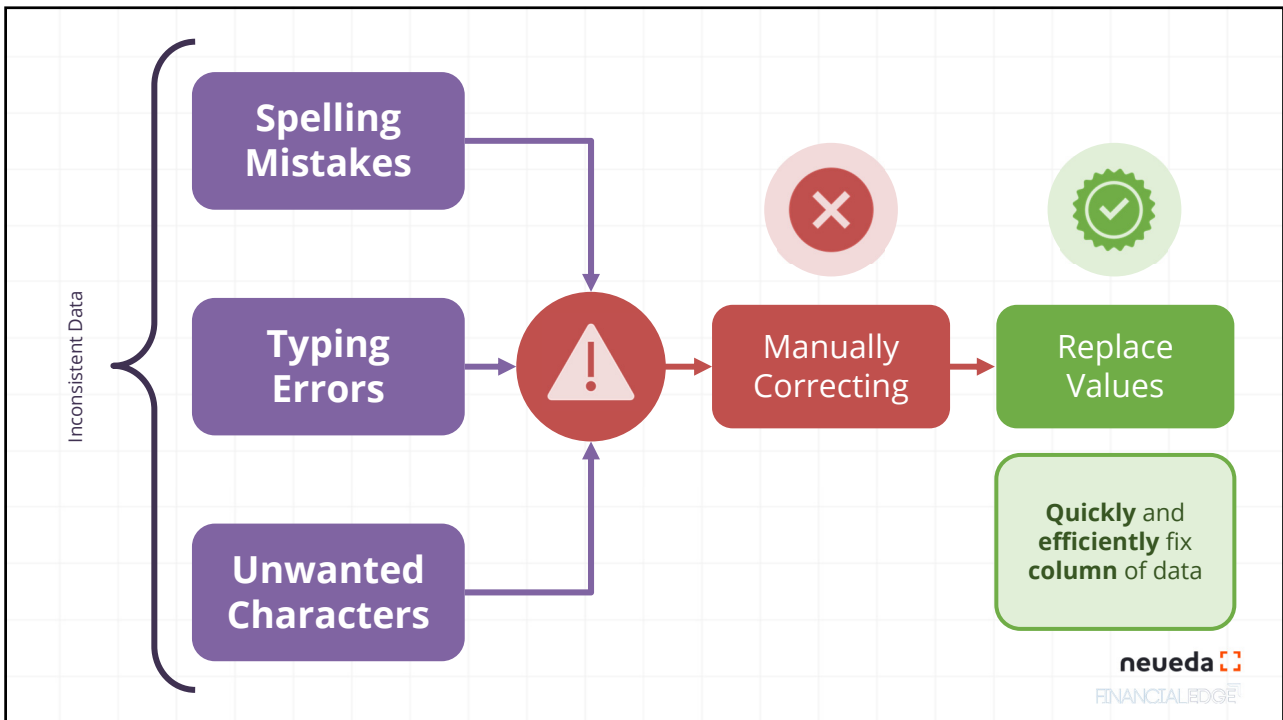 Inconsistent Data
Spelling
Mistakes
Typing
Errors
Unwanted
Characters
Manually
Correcting
Replace
Values
Quickly and
efficiently fix
column of data
neueda
FINANCIALEDGE